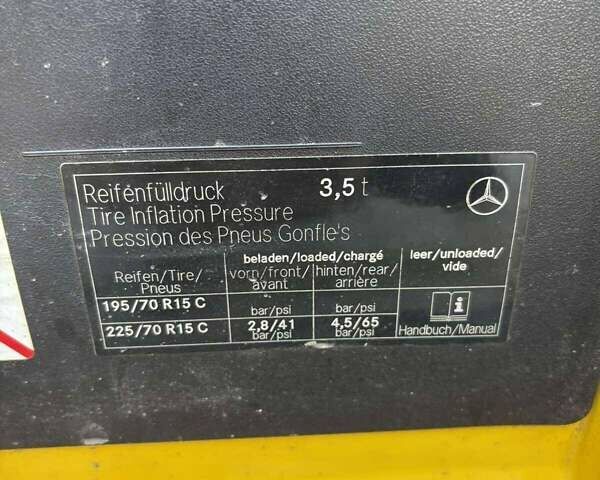 Reifenfülldruck 3,5 t
Tire Inflation Pressure
Pression des Pneus Gonfle's
beladen/loaded/chargé
leer/unloaded/
vide
Reifen/Tire/
Pneus
vorn/front/
avant
hinten/rear/
arrière
195/70 R15 C bar/psi bar/psi
225/70 R15 C 2,8/41 4,5/65
bar/psi bar/psi
Handbuch/Manual